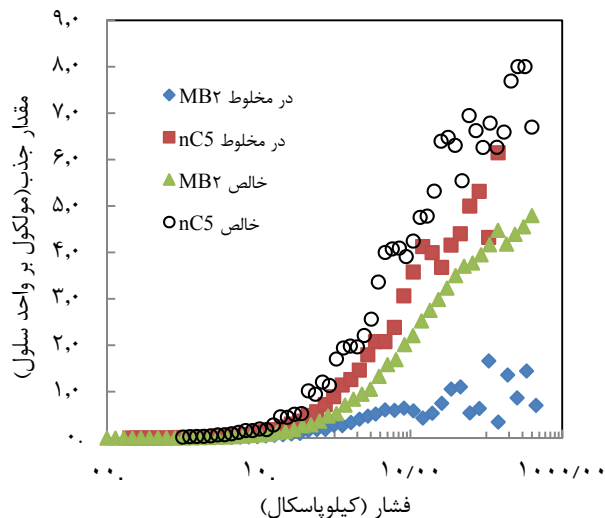 ۹,۰
۸,۰
۷,۰
۶,۰
۵,۰
۴,۰
۳,۰
۲,۰
۱,۰
۰.
مقدار جذب(مولکول بر واحد سلول)
MB۲ در مخلوط
nC5 در مخلوط
MB۲ خالص
nC5 خالص
۰۰.
۱۰.
۱۰/۰۰
۱۰۰۰/۰۰
فشار (کیلوپاسکال)